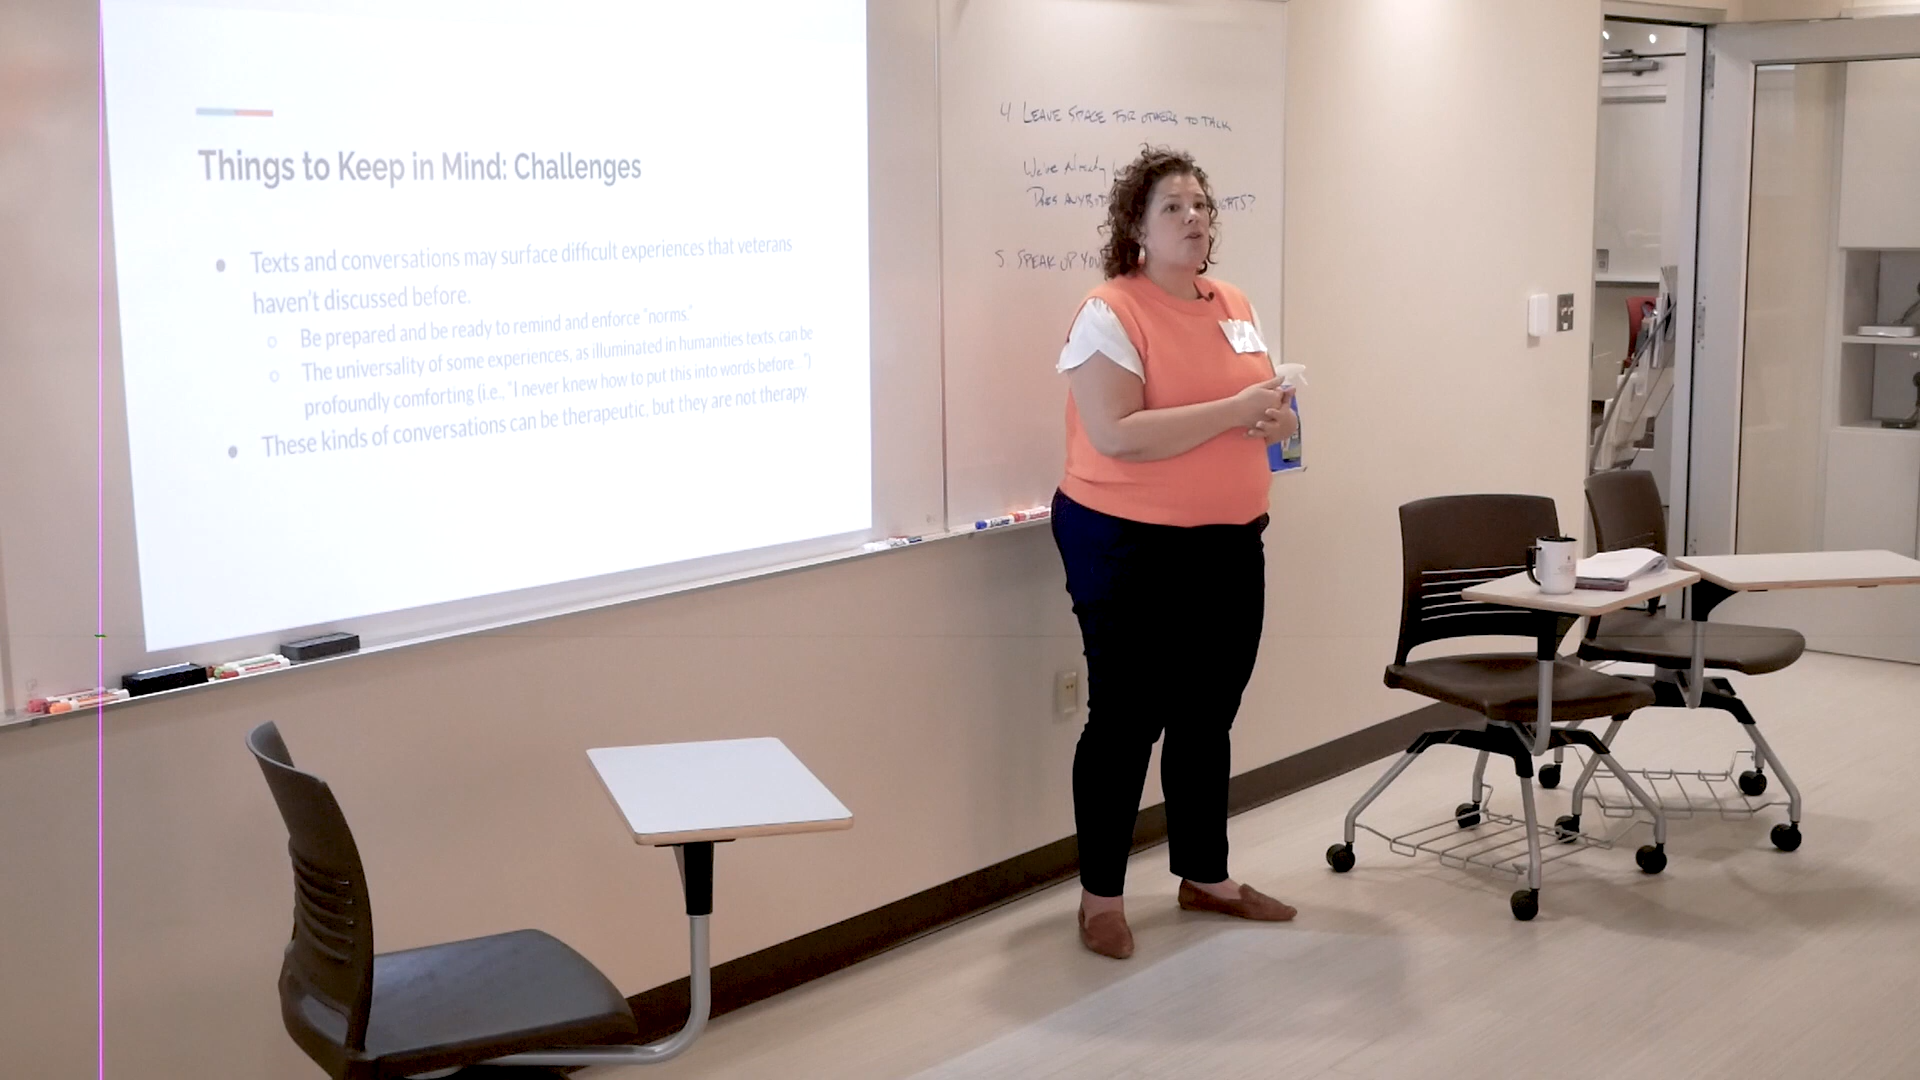 Things to Keep in Mind: Challenges
● Texts and conversations may surface difficult experiences that veterans
haven't discussed before.
○ Be prepared and be ready to remind and enforce "norms."
○ The universality of some experiences, as illuminated in humanities texts, can be
profoundly comforting (i.e., "I never knew how to put this into words before...")
● These kinds of conversations can be therapeutic, but they are not therapy.
4 LEAVE SPACE FOR OTHERS TO TALK
We've Already
DOES ANYBODY
5. SPEAK UP